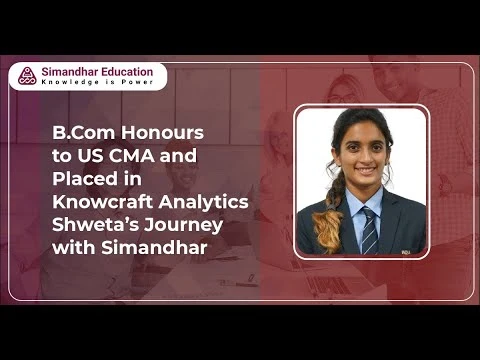 Simandhar Education
Knowledge is Power
B.Com Honours
to US CMA and
Placed in
Knowcraft Analytics
Shweta's Journey
with Simandhar